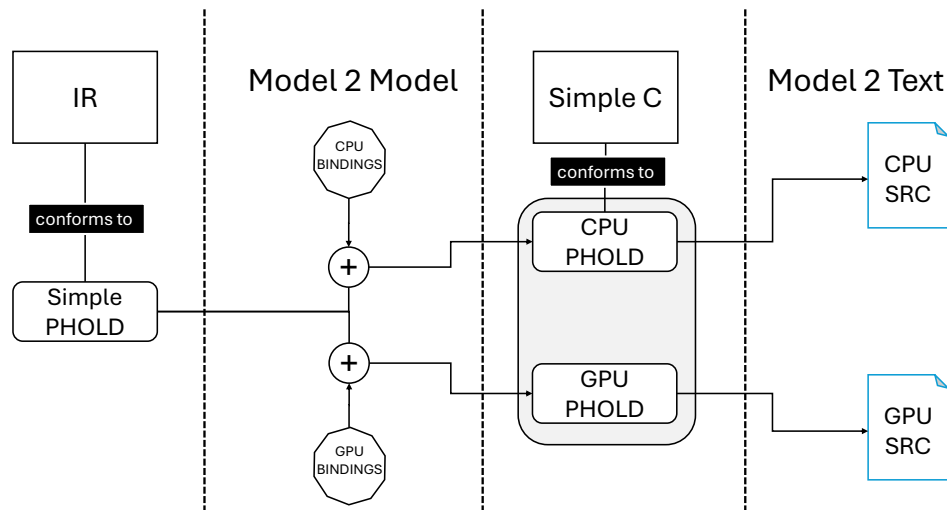 IR
conforms to
Simple
PHOLD
Model 2 Model
CPU
BINDINGS
+
+
GPU
BINDINGS
Simple C
conforms to
CPU
PHOLD
GPU
PHOLD
Model 2 Text
CPU
SRC
GPU
SRC